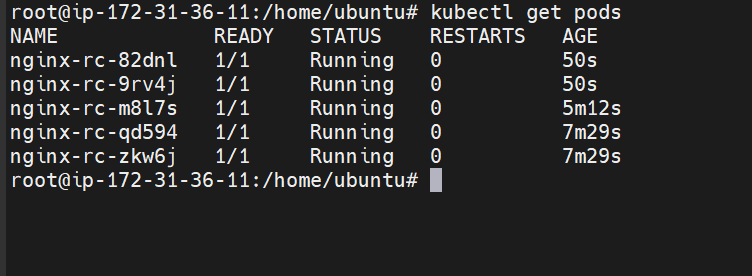 root@ip-172-31-36-11:/home/ubuntu# kubectl get pods
NAME READY STATUS RESTARTS AGE
nginx-rc-82dnl 1/1 Running 0 50s
nginx-rc-9rv4j 1/1 Running 0 50s
nginx-rc-m8l7s 1/1 Running 0 5m12s
nginx-rc-qd594 1/1 Running 0 7m29s
nginx-rc-zkw6j 1/1 Running 0 7m29s
root@ip-172-31-36-11:/home/ubuntu#